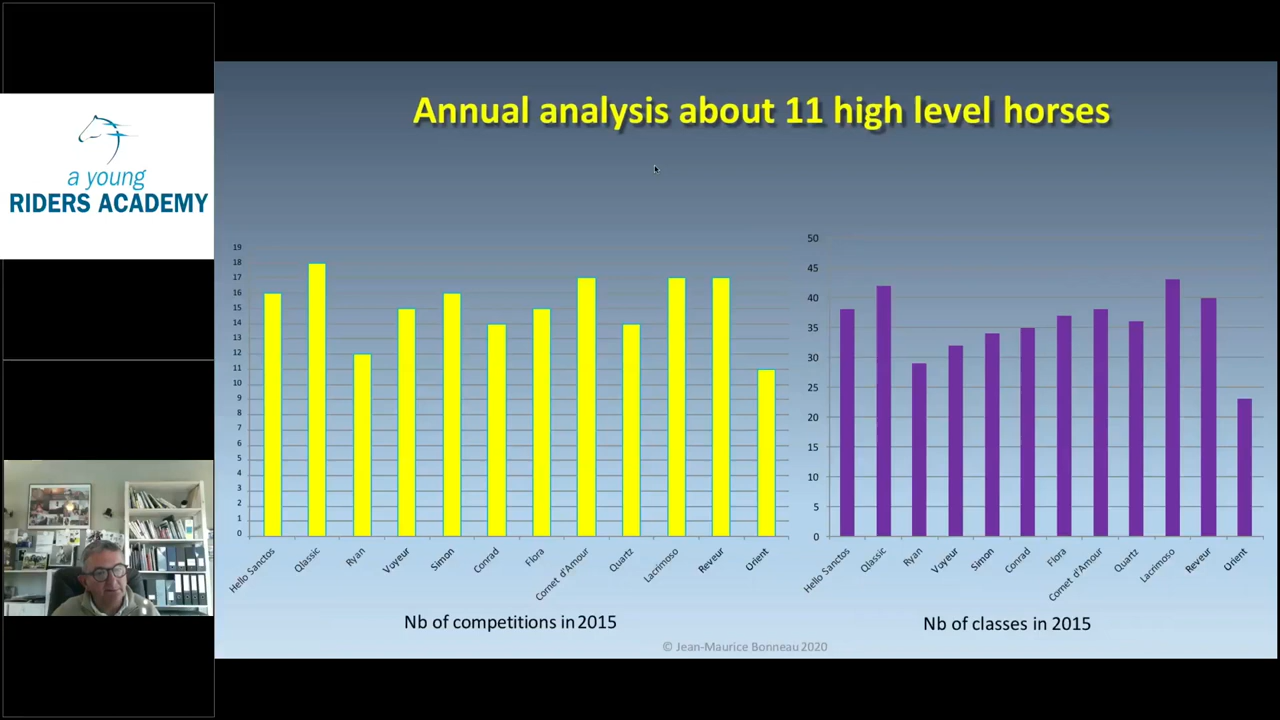 a young
RIDERS ACADEMY
Annual analysis about 11 high level horses
19
18
17
16
15
14
13
12
11
10
9
8
7
6
5
4
3
2
1
0
Hello Sanctos
Qlassic
Ryan
Voyeur
Simon
Conrad
Flora
Cornet d'Amour
Quartz
Lacrimoso
Reveur
Orient
Nb of competitions in 2015
50
45
40
35
30
25
20
15
10
5
0
Hello Sanctos
Qlassic
Ryan
Voyeur
Simon
Conrad
Flora
Cornet d'Amour
Quartz
Lacrimoso
Reveur
Orient
Nb of classes in 2015
© Jean-Maurice Bonneau 2020